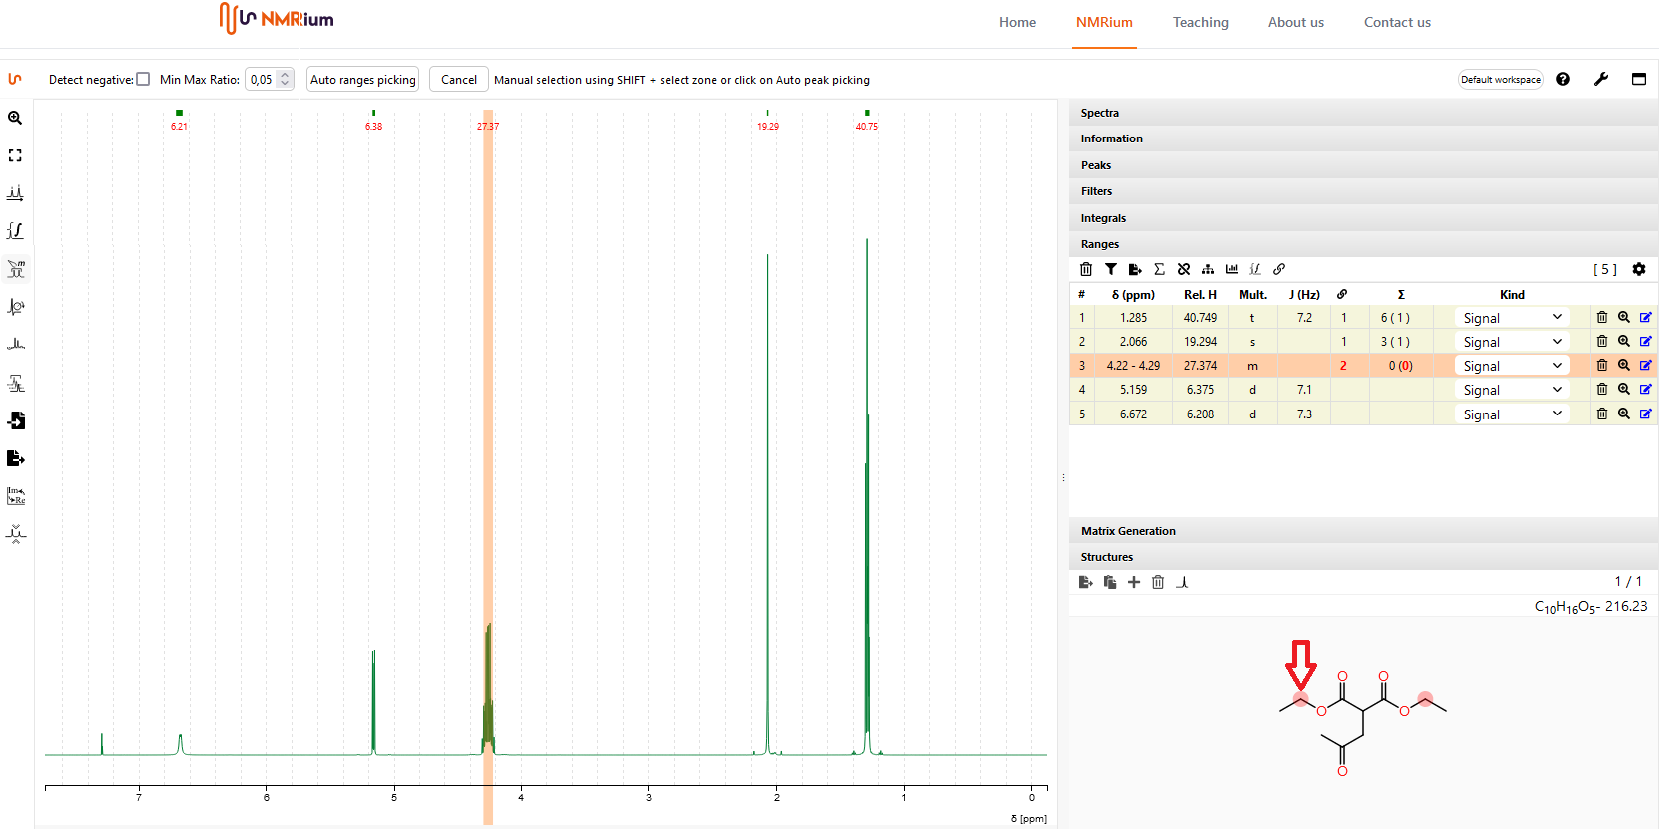 NMRium
Home NMRium Teaching About us Contact us
Detect negative: Min Max Ratio: 0,05 Auto ranges picking Cancel Manual selection using SHIFT + select zone or click on Auto peak picking Default workspace
6.21 6.38 27.37 19.29 40.75
Spectra
Information
Peaks
Filters
Integrals
Ranges
[ 5 ]
# δ (ppm) Rel. H Mult. J (Hz) Σ Kind
1 1.285 40.749 t 7.2 1 6 ( 1 ) Signal
2 2.066 19.294 s 1 3 ( 1 ) Signal
3 4.22 - 4.29 27.374 m 2 0 (0) Signal
4 5.159 6.375 d 7.1 Signal
5 6.672 6.208 d 7.3 Signal
Matrix Generation
Structures
1 / 1
C10H16O5- 216.23
O O
O O
O
7 6 5 4 3 2 1 0
δ [ppm]